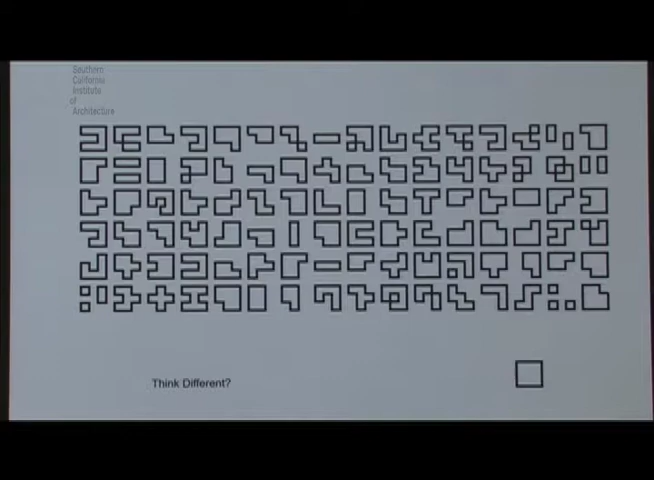 Southern
California
Institute
of
Architecture
Think Different?